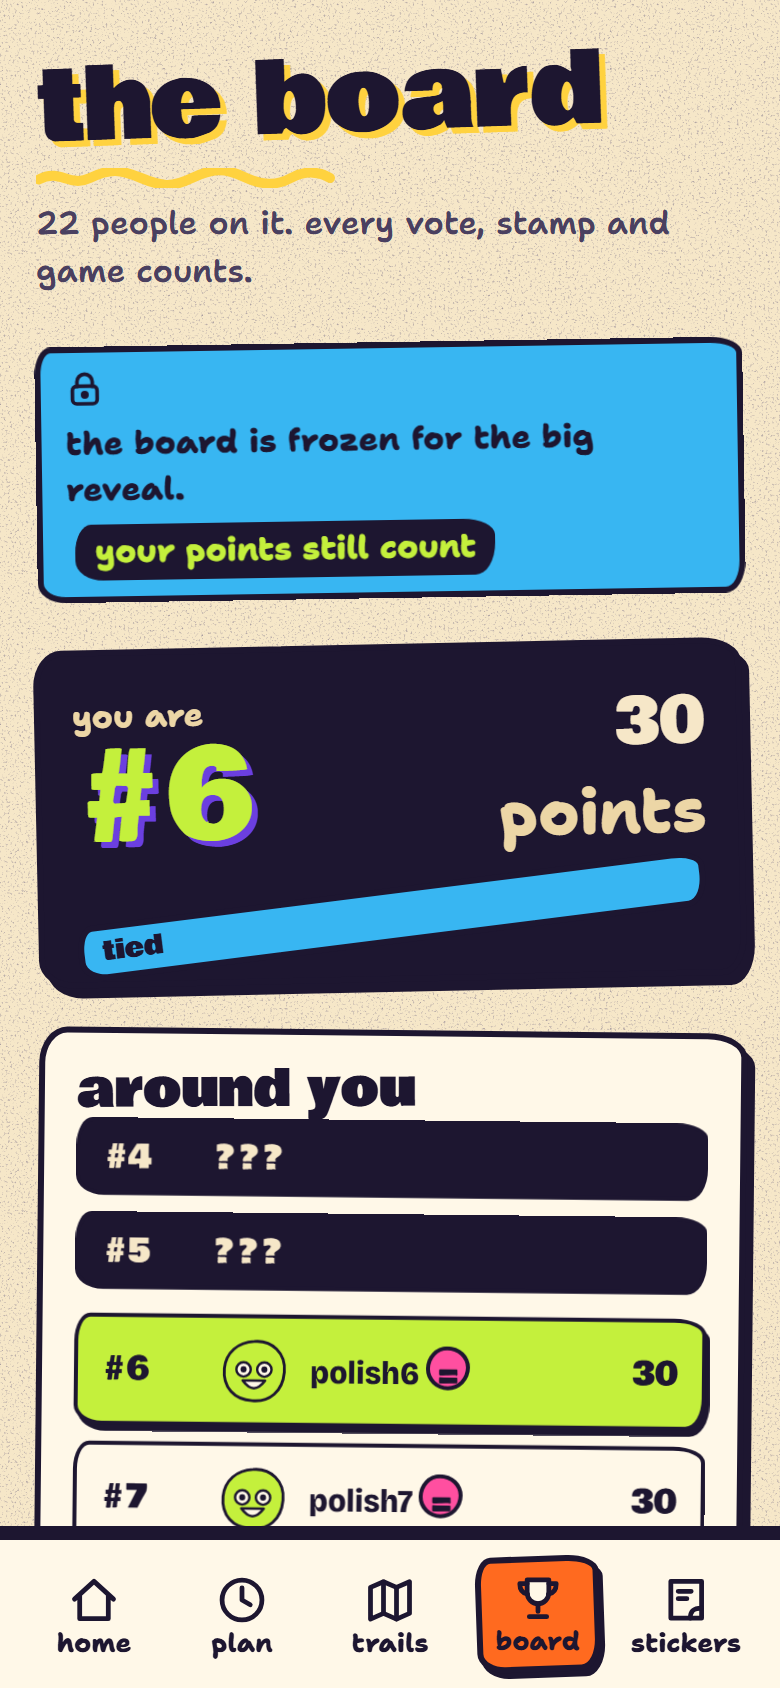 the board
22 people on it. every vote, stamp and
game counts.
the board is frozen for the big
reveal.
your points still count
you are
#6
30
points
tied
around you
#4 ???
#5 ???
#6 polish6 = 30
#7 polish7 = 30
home plan trails board stickers